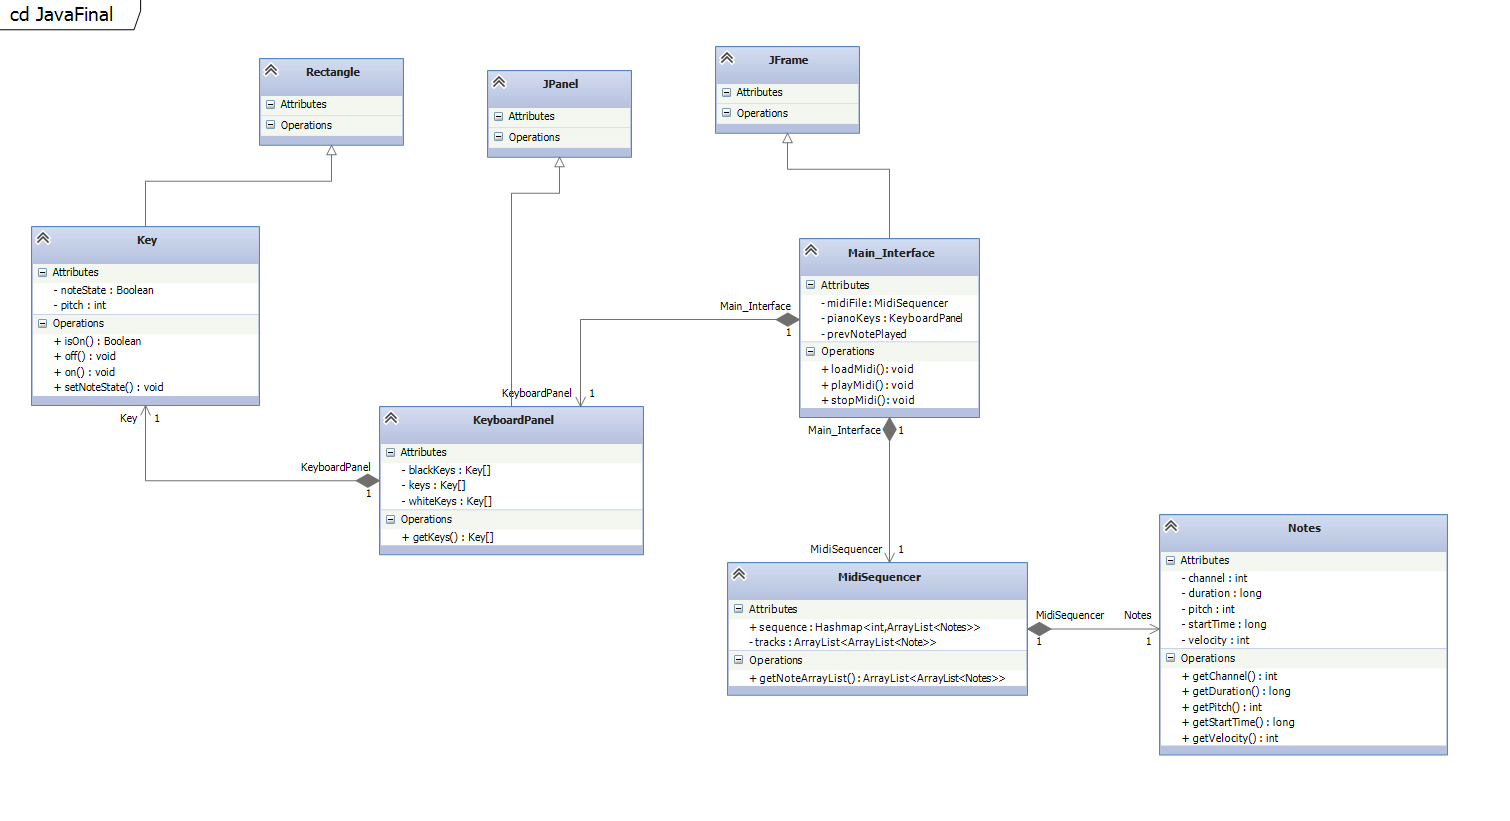 cd JavaFinal
Rectangle
Attributes
Operations
JPanel
Attributes
Operations
JFrame
Attributes
Operations
Key
Attributes
- noteState : Boolean
- pitch : int
Operations
+ isOn() : Boolean
+ off() : void
+ on() : void
+ setNoteState() : void
Key
1
Main_Interface
Attributes
- midiFile : MidiSequencer
- pianoKeys : KeyboardPanel
- prevNotePlayed
Operations
+ loadMidi() : void
+ playMidi() : void
+ stopMidi() : void
Main_Interface
1
KeyboardPanel
1
Main_Interface
1
KeyboardPanel
1
KeyboardPanel
Attributes
- blackKeys : Key[]
- keys : Key[]
- whiteKeys : Key[]
Operations
+ getKeys() : Key[]
MidiSequencer
1
MidiSequencer
Attributes
+ sequence : Hashmap<int,ArrayList<Notes>>
- tracks : ArrayList<ArrayList<Note>>
Operations
+ getNoteArrayList() : ArrayList<ArrayList<Notes>>
MidiSequencer
Notes
1
1
Notes
Attributes
- channel : int
- duration : long
- pitch : int
- startTime : long
- velocity : int
Operations
+ getChannel() : int
+ getDuration() : long
+ getPitch() : int
+ getStartTime() : long
+ getVelocity() : int